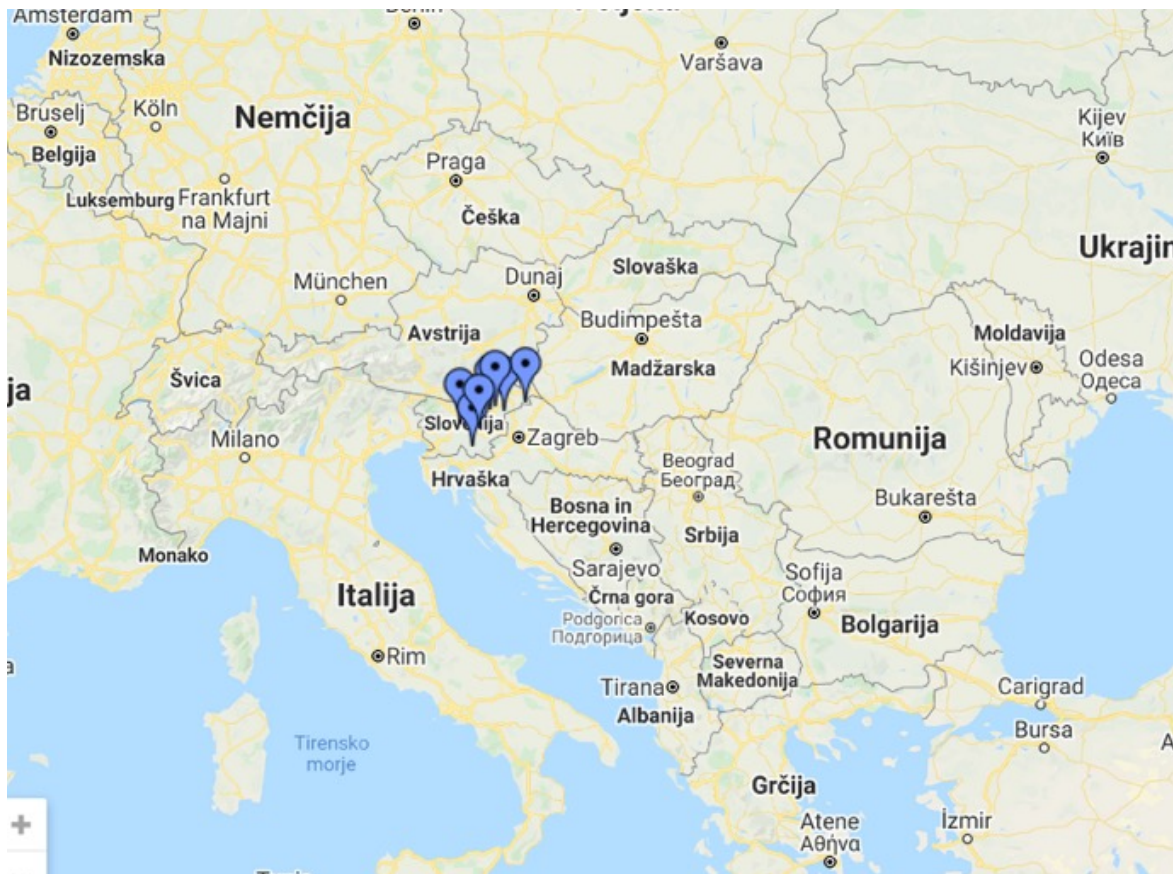 Amsterdam
Nizozemska
Varšava
Bruselj
Köln
Nemčija
Belgija
Kijev
Київ
Praga
Luksemburg
Frankfurt
na Majni
Češka
Ukrajin
Slovaška
Dunaj
München
Budimpešta
Avstrija
Moldavija
Madžarska
Kišinjev
Odesa
Одеса
Švica
ja
Slovenija
Milano
Zagreb
Romunija
Beograd
Београд
Hrvaška
Bukarešta
Bosna in
Hercegovina
Srbija
Monako
Sarajevo
Sofija
София
Italija
Črna gora
Podgorica
Подгорица
Kosovo
Bolgarija
Rim
Severna
Makedonija
Tirana
Carigrad
Albanija
Bursa
Tirensko
morje
Grčija
Atene
Αθήνα
İzmir
+